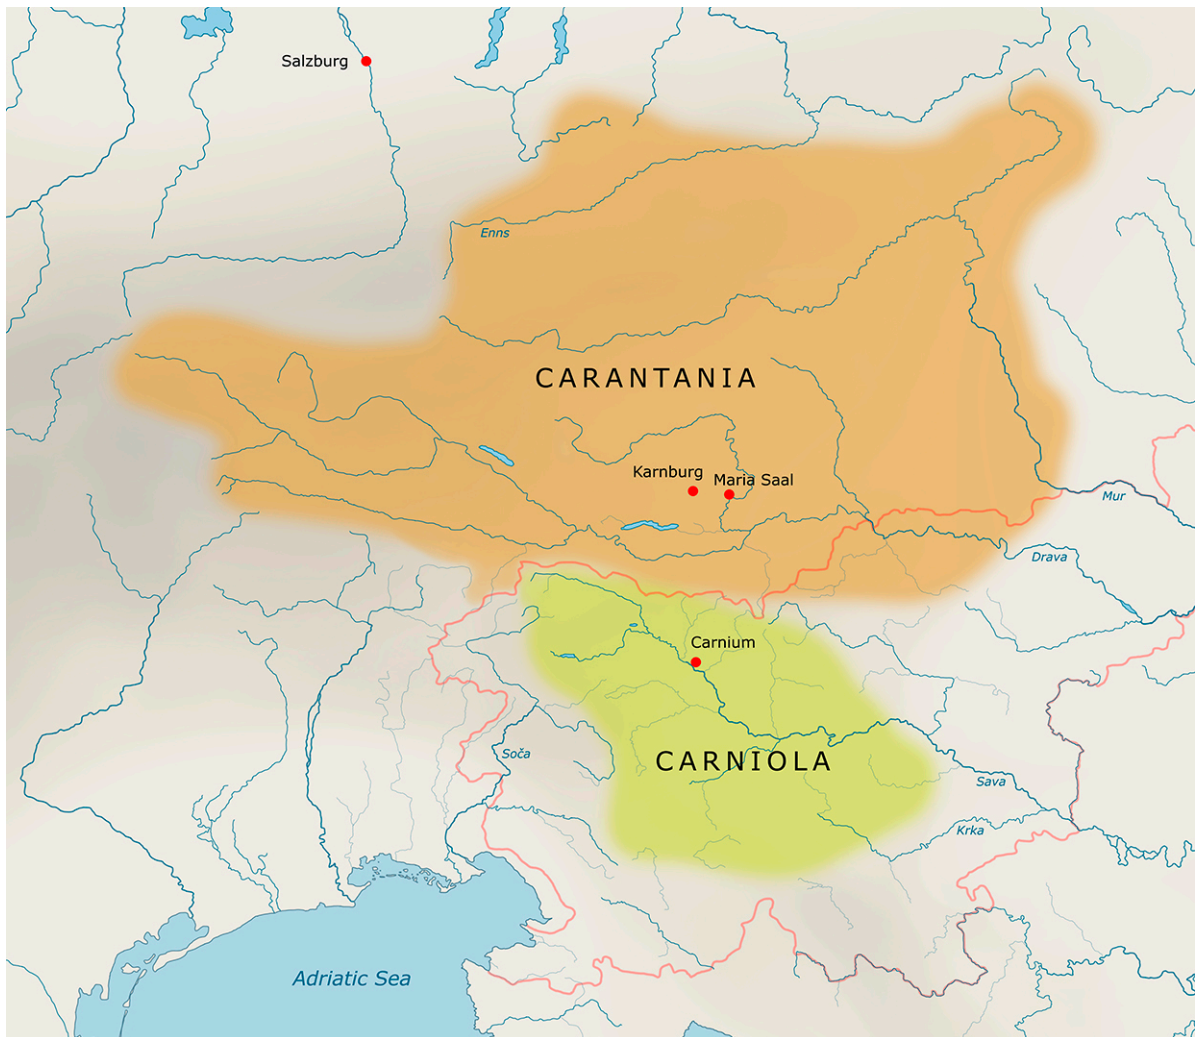 Salzburg
Enns
CARANTANIA
Karnburg
Maria Saal
Mur
Drava
Carnium
Soča
CARNIOLA
Sava
Krka
Adriatic Sea